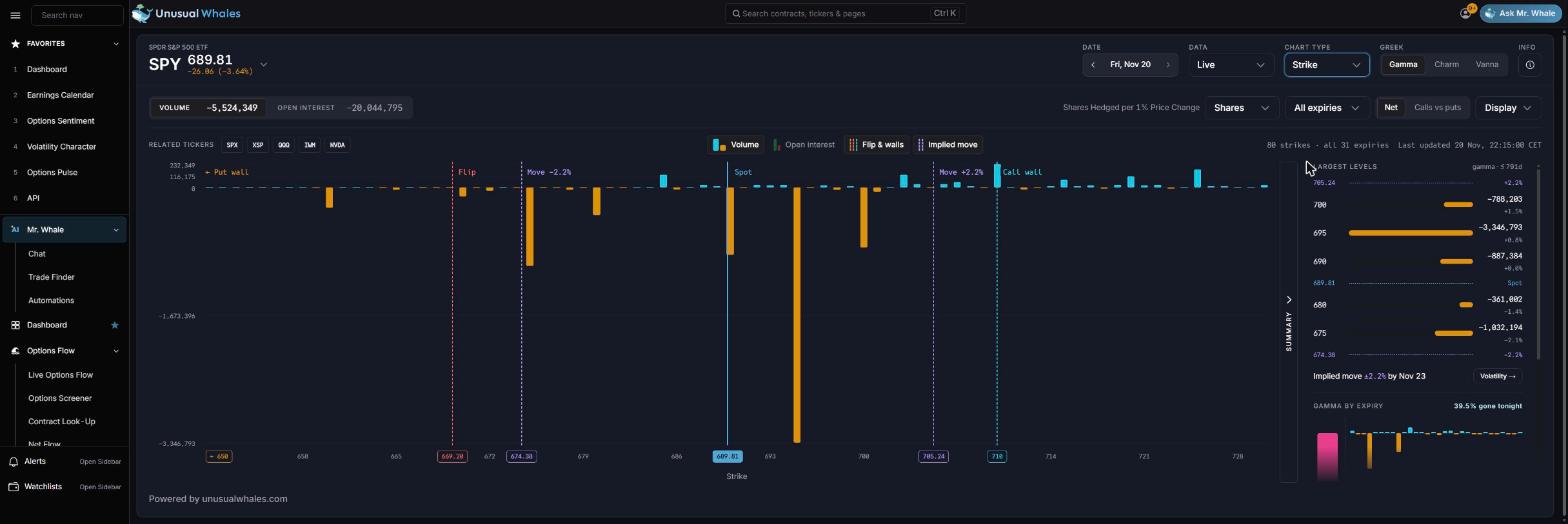 Search nav
Unusual Whales
Search contracts, tickers & pages
Ctrl K
9+
Ask Mr. Whale
FAVORITES
1 Dashboard
2 Earnings Calendar
3 Options Sentiment
4 Volatility Character
5 Options Pulse
6 API
AI Mr. Whale
Chat
Trade Finder
Automations
Dashboard
Options Flow
Live Options Flow
Options Screener
Contract Look-Up
Net Flow
Alerts Open Sidebar
Watchlists Open Sidebar
SPDR S&P 500 ETF
SPY 689.81
-26.06 (-3.64%)
DATE
Fri, Nov 20
DATA
Live
CHART TYPE
Strike
GREEK
Gamma Charm Vanna
INFO
VOLUME -5,524,349 OPEN INTEREST -20,044,795
Shares Hedged per 1% Price Change
Shares
All expiries
Net Calls vs puts
Display
RELATED TICKERS SPX XSP QQQ IWM NVDA
Volume Open interest Flip & walls Implied move
80 strikes · all 31 expiries Last updated 20 Nov, 22:15:00 CET
232,349
116,175
0
-1,673,396
-3,346,793
← Put wall
Flip
Move -2.2%
Spot
Move +2.2%
Call wall
← 650 658 665 669.20 672 674.38 679 686 689.81 693 700 705.24 710 714 721 728
Strike
Powered by unusualwhales.com
SUMMARY
LARGEST LEVELS gamma · ≤791d
705.24 +2.2%
700 -788,203
+1.5%
695 -3,346,793
+0.8%
690 -887,384
+0.0%
689.81 Spot
680 -361,002
-1.4%
675 -1,032,194
-2.1%
674.38 -2.2%
Implied move ±2.2% by Nov 23
Volatility →
GAMMA BY EXPIRY 39.5% gone tonight